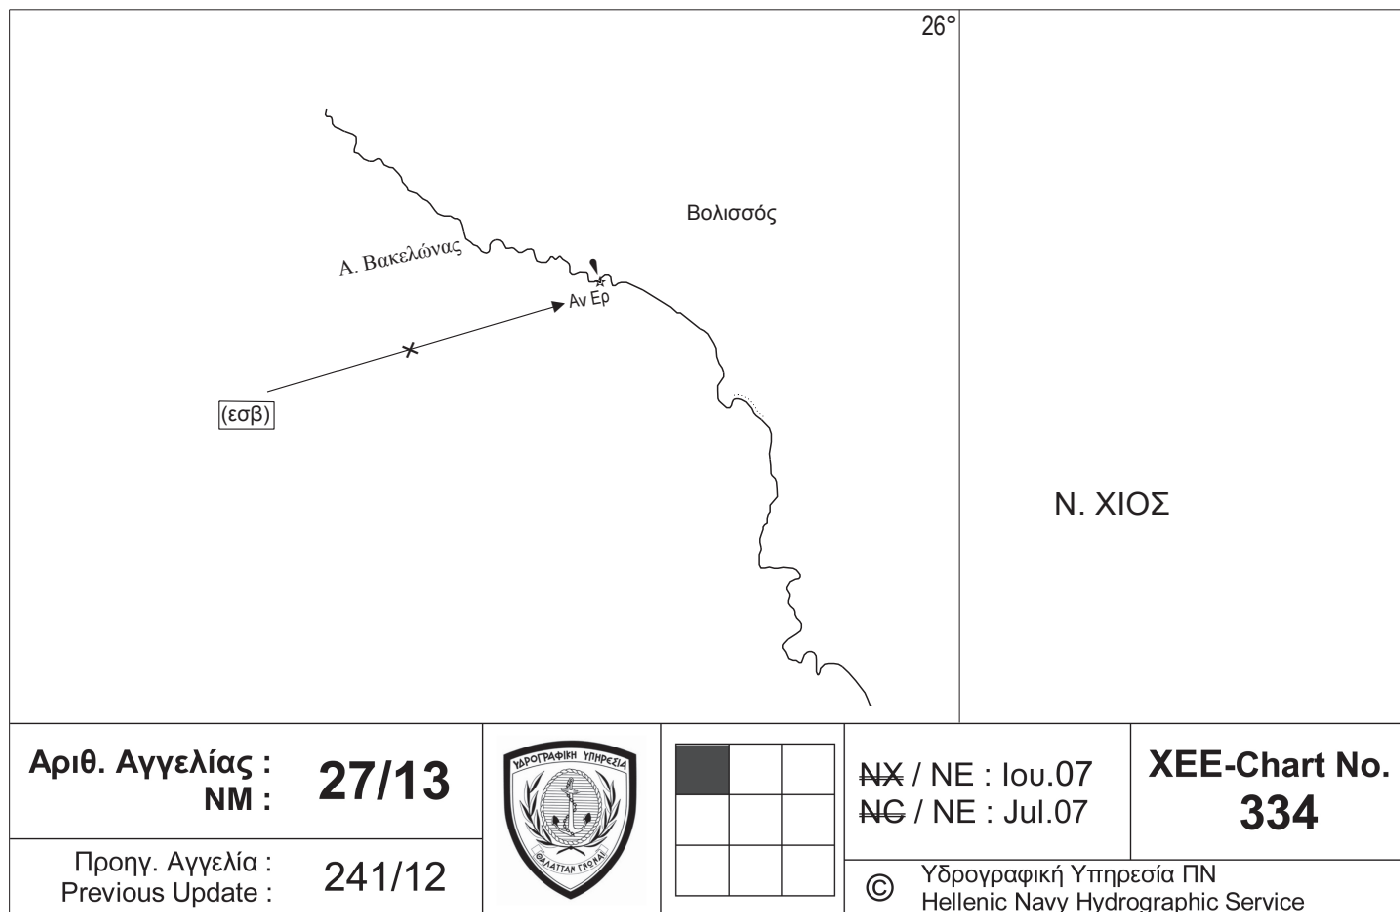 26°
Βολισσός
Α. Βακελώνας
Αν Ερ
(εσβ)
Ν. ΧΙΟΣ
Αριθ. Αγγελίας :
NM :
27/13
Προηγ. Αγγελία :
Previous Update :
241/12
ΥΔΡΟΓΡΑΦΙΚΗ ΥΠΗΡΕΣΙΑ
ΝΧ / ΝΕ : Ιου.07
NC / NE : Jul.07
ΧΕΕ-Chart No.
334
© Υδρογραφική Υπηρεσία ΠΝ
Hellenic Navy Hydrographic Service